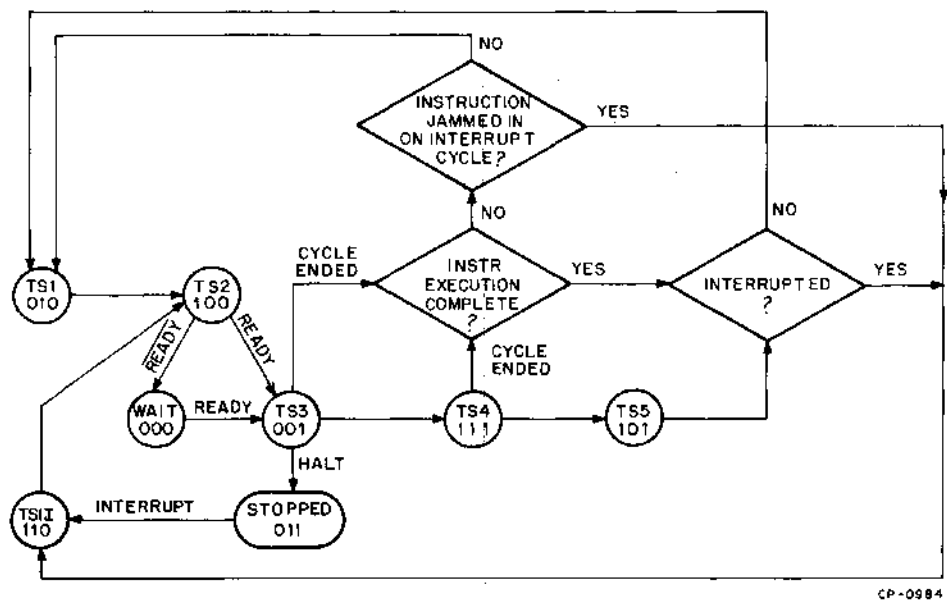 NO
NO
INSTRUCTION
JAMMED IN
ON INTERRUPT
CYCLE?
YES
NO
CYCLE
ENDED
INSTR
EXECUTION
COMPLETE
?
YES
INTERRUPTED
?
YES
TS1
010
TS2
100
READY
READY
CYCLE
ENDED
WAIT
000
READY
TS3
001
TS4
111
TS5
101
HALT
TS1I
110
INTERRUPT
STOPPED
011
CP-0984